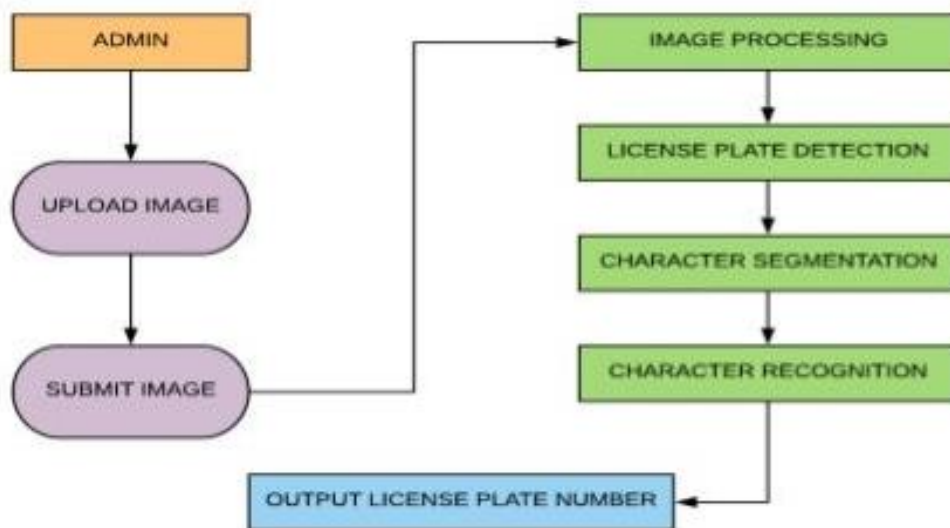 ADMIN
UPLOAD IMAGE
SUBMIT IMAGE
IMAGE PROCESSING
LICENSE PLATE DETECTION
CHARACTER SEGMENTATION
CHARACTER RECOGNITION
OUTPUT LICENSE PLATE NUMBER